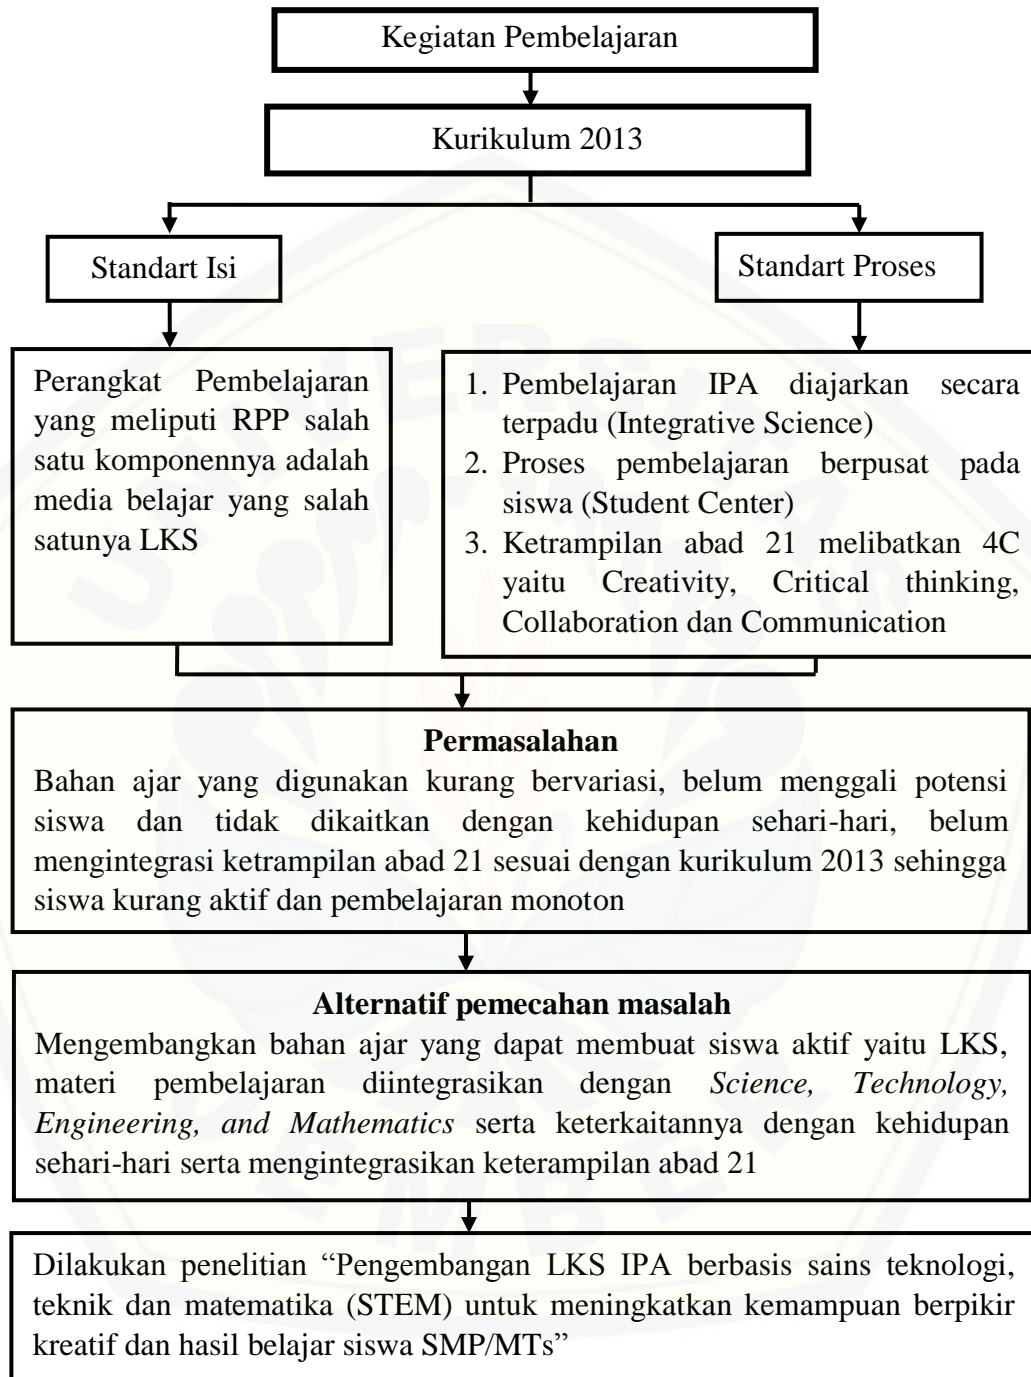 Kegiatan Pembelajaran
Kurikulum 2013
Standart Isi
Standart Proses
Perangkat Pembelajaran
yang meliputi RPP salah
satu komponennya adalah
media belajar yang salah
satunya LKS
1. Pembelajaran IPA diajarkan secara
terpadu (Integrative Science)
2. Proses pembelajaran berpusat pada
siswa (Student Center)
3. Ketrampilan abad 21 melibatkan 4C
yaitu Creativity, Critical thinking,
Collaboration dan Communication
Permasalahan
Bahan ajar yang digunakan kurang bervariasi, belum menggali potensi
siswa dan tidak dikaitkan dengan kehidupan sehari-hari, belum
mengintegrasi ketrampilan abad 21 sesuai dengan kurikulum 2013 sehingga
siswa kurang aktif dan pembelajaran monoton
Alternatif pemecahan masalah
Mengembangkan bahan ajar yang dapat membuat siswa aktif yaitu LKS,
materi pembelajaran diintegrasikan dengan Science, Technology,
Engineering, and Mathematics serta keterkaitannya dengan kehidupan
sehari-hari serta mengintegrasikan keterampilan abad 21
Dilakukan penelitian “Pengembangan LKS IPA berbasis sains teknologi,
teknik dan matematika (STEM) untuk meningkatkan kemampuan berpikir
kreatif dan hasil belajar siswa SMP/MTs”
UNIVERSITAS
JEMBER